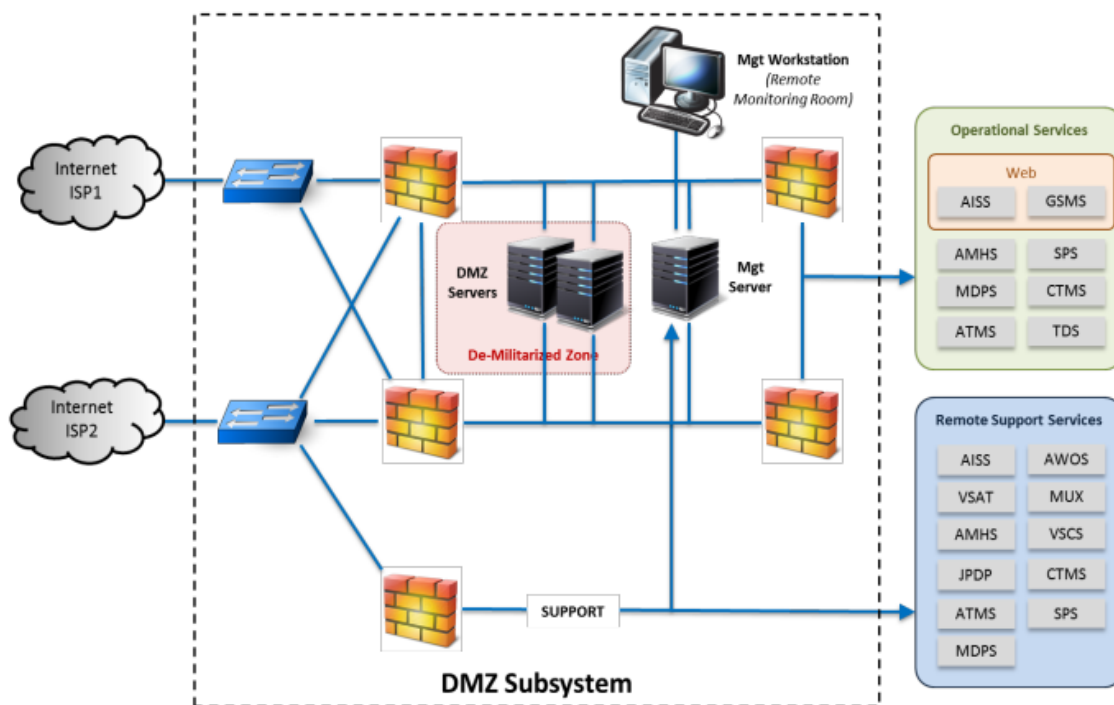 Mgt Workstation
(Remote
Monitoring Room)
Internet
ISP1
Internet
ISP2
DMZ
Servers
Mgt
Server
De-Militarized Zone
SUPPORT
DMZ Subsystem
Operational Services
Web
AISS
GSMS
AMHS
SPS
MDPS
CTMS
ATMS
TDS
Remote Support Services
AISS
AWOS
VSAT
MUX
AMHS
VSCS
JPDP
CTMS
ATMS
SPS
MDPS